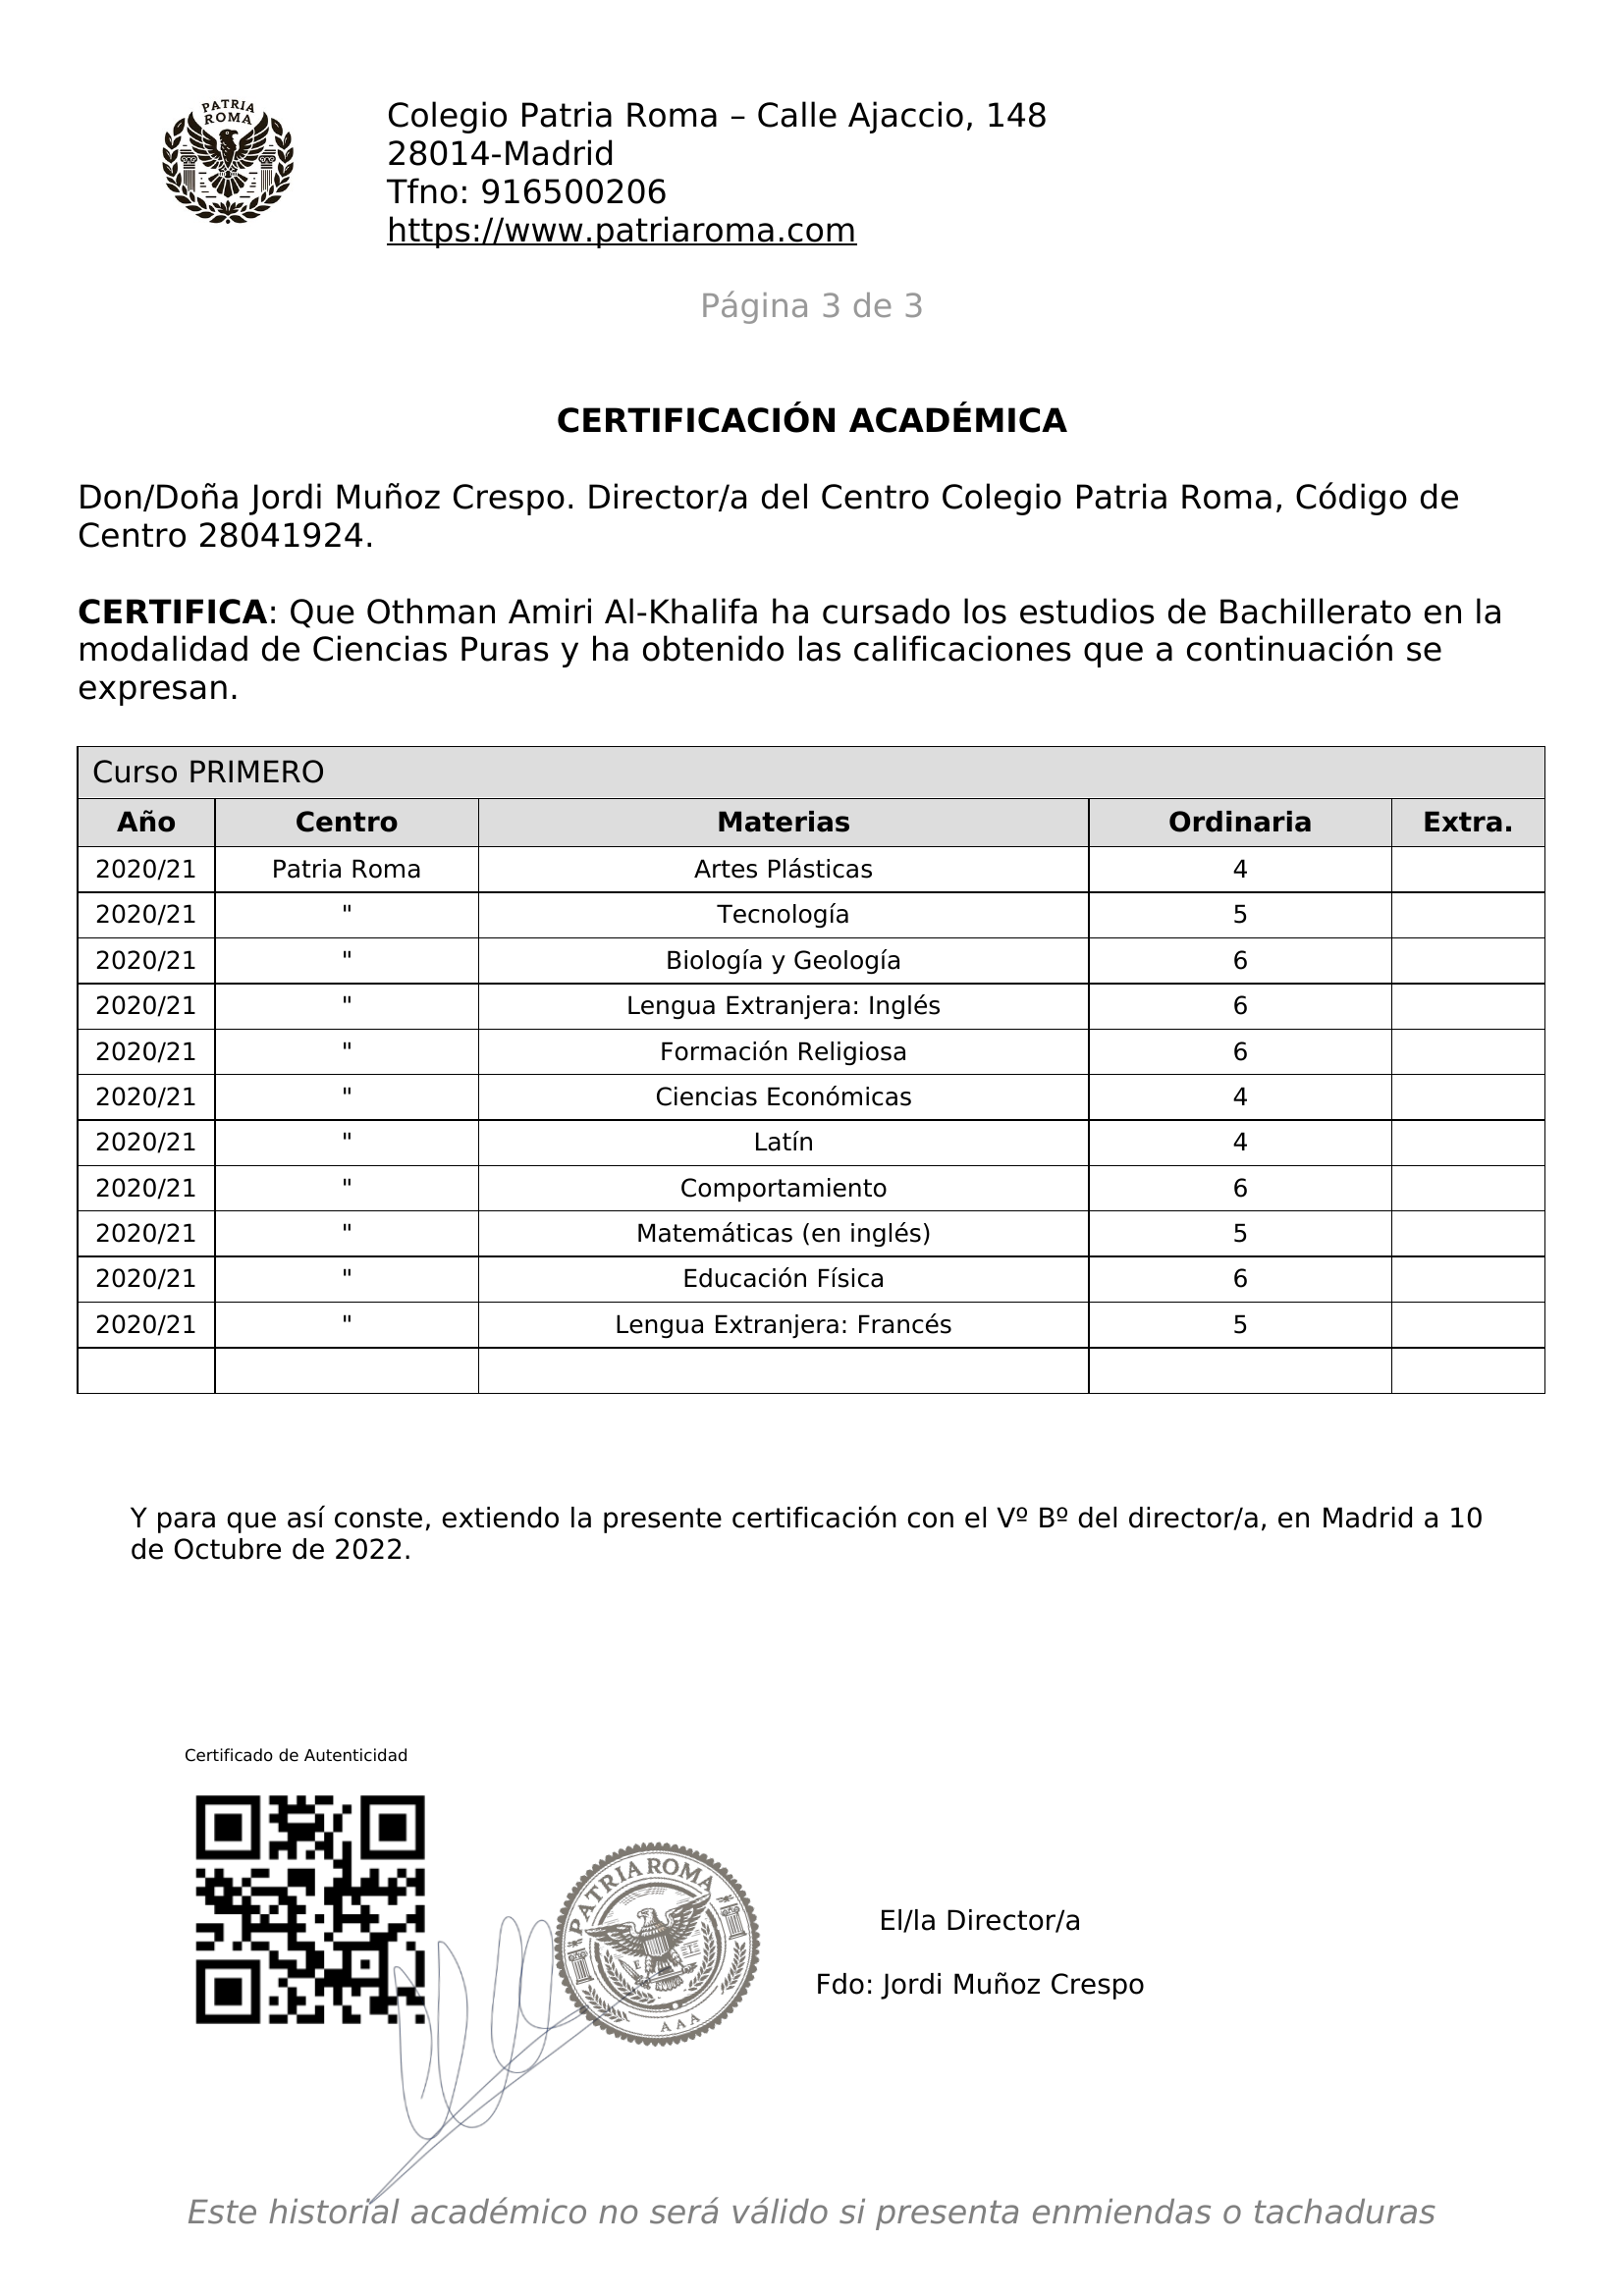 PATRIA
ROMA
Colegio Patria Roma – Calle Ajaccio, 148
28014-Madrid
Tfno: 916500206
https://www.patriaroma.com
Página 3 de 3
CERTIFICACIÓN ACADÉMICA
Don/Doña Jordi Muñoz Crespo. Director/a del Centro Colegio Patria Roma, Código de
Centro 28041924.
CERTIFICA: Que Othman Amiri Al-Khalifa ha cursado los estudios de Bachillerato en la
modalidad de Ciencias Puras y ha obtenido las calificaciones que a continuación se
expresan.
Curso PRIMERO
Año Centro Materias Ordinaria Extra.
2020/21 Patria Roma Artes Plásticas 4
2020/21 " Tecnología 5
2020/21 " Biología y Geología 6
2020/21 " Lengua Extranjera: Inglés 6
2020/21 " Formación Religiosa 6
2020/21 " Ciencias Económicas 4
2020/21 " Latín 4
2020/21 " Comportamiento 6
2020/21 " Matemáticas (en inglés) 5
2020/21 " Educación Física 6
2020/21 " Lengua Extranjera: Francés 5
Y para que así conste, extiendo la presente certificación con el Vº Bº del director/a, en Madrid a 10
de Octubre de 2022.
Certificado de Autenticidad
PATRIA ROMA
AAA
El/la Director/a
Fdo: Jordi Muñoz Crespo
Este historial académico no será válido si presenta enmiendas o tachaduras